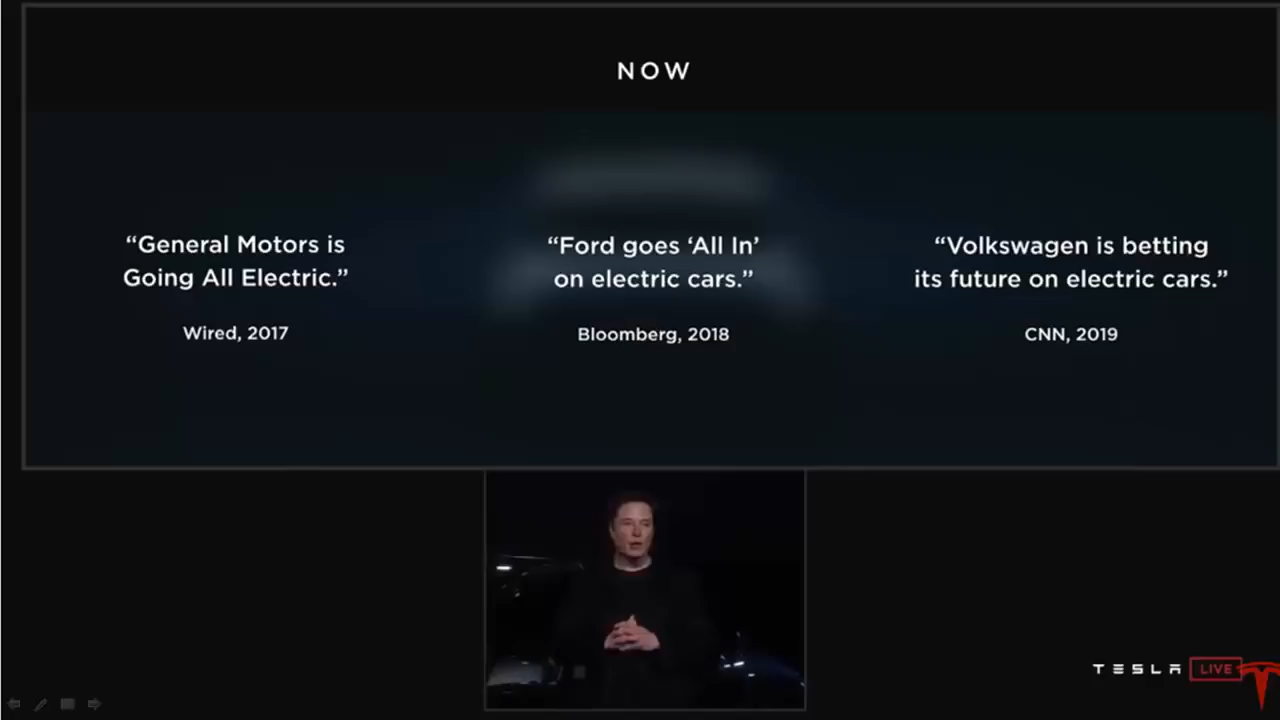 NOW
“General Motors is
Going All Electric.”
Wired, 2017
“Ford goes ‘All In’
on electric cars.”
Bloomberg, 2018
“Volkswagen is betting
its future on electric cars.”
CNN, 2019
TESLA LIVE